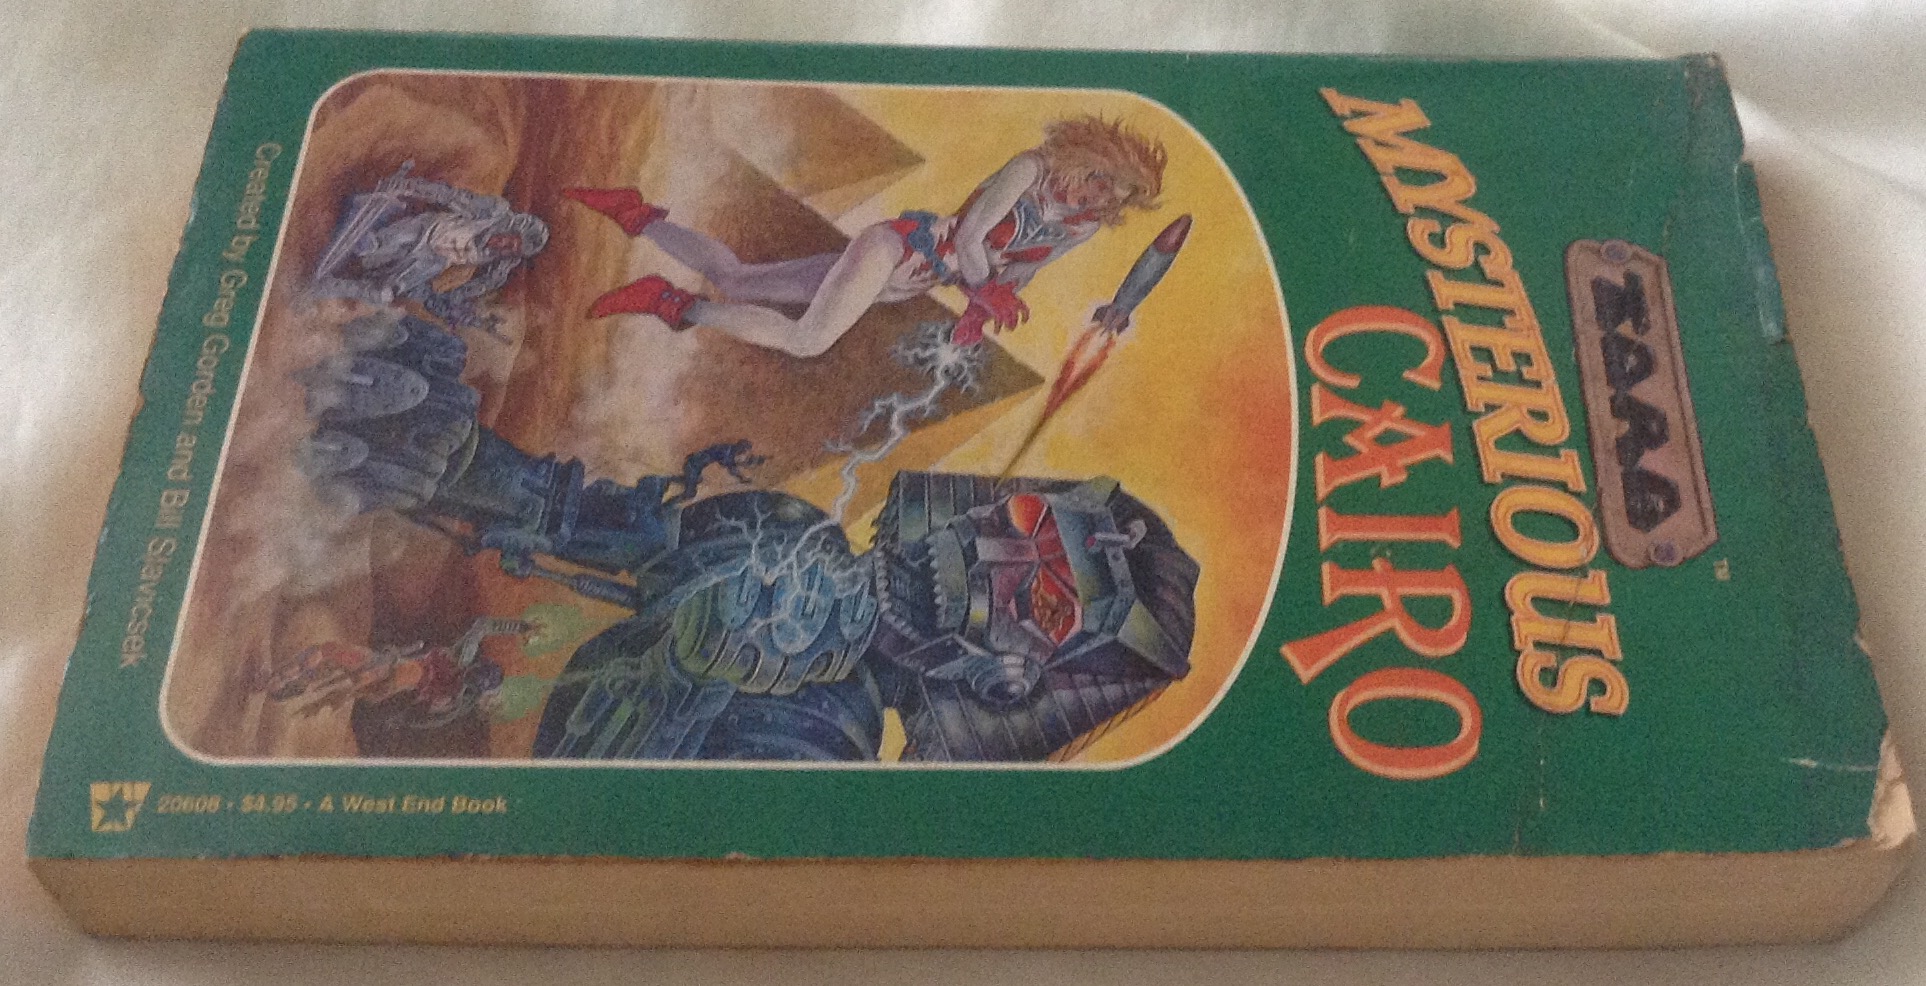 TORG
TM
MYSTERIOUS
CAIRO
Created by Greg Gorden and Bill Slavicsek
20608 • $4.95 • A West End Book